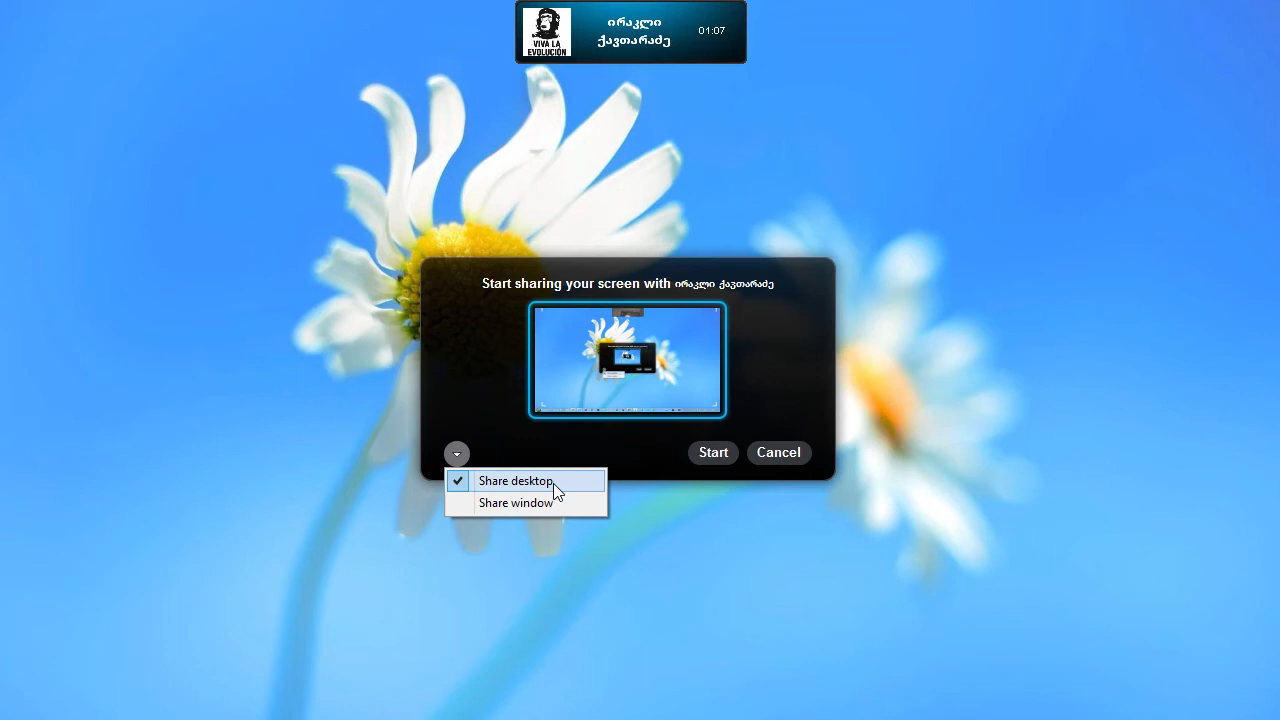 VIVA LA
EVOLUCIÓN
ირაკლი
ქავთარაძე
01:07
Start sharing your screen with ირაკლი ქავთარაძე
Start
Cancel
Share desktop
Share window